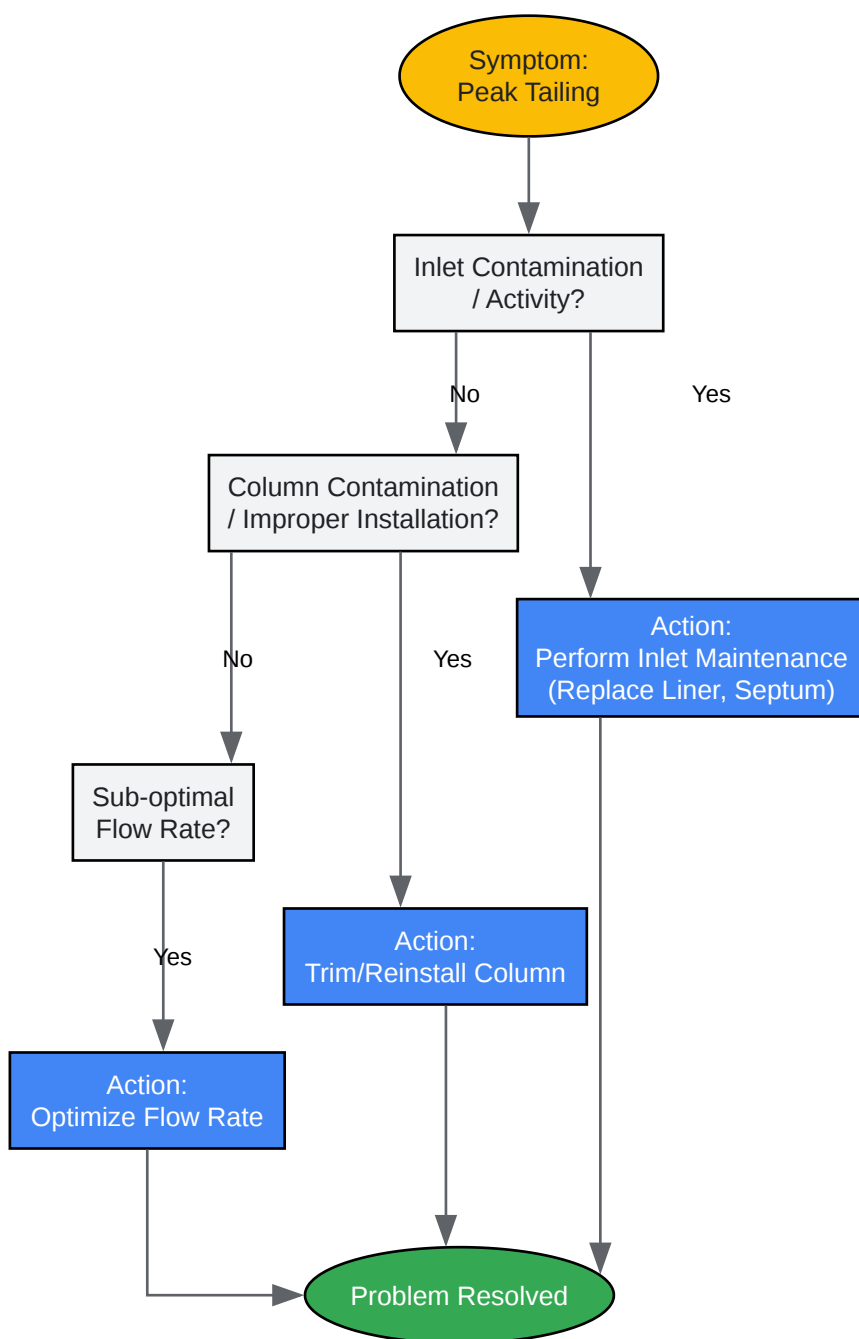 Symptom:
Peak Tailing
Inlet Contamination
/ Activity?
No
Yes
Column Contamination
/ Improper Installation?
Action:
Perform Inlet Maintenance
(Replace Liner, Septum)
No
Yes
Sub-optimal
Flow Rate?
Action:
Trim/Reinstall Column
Yes
Action:
Optimize Flow Rate
Problem Resolved